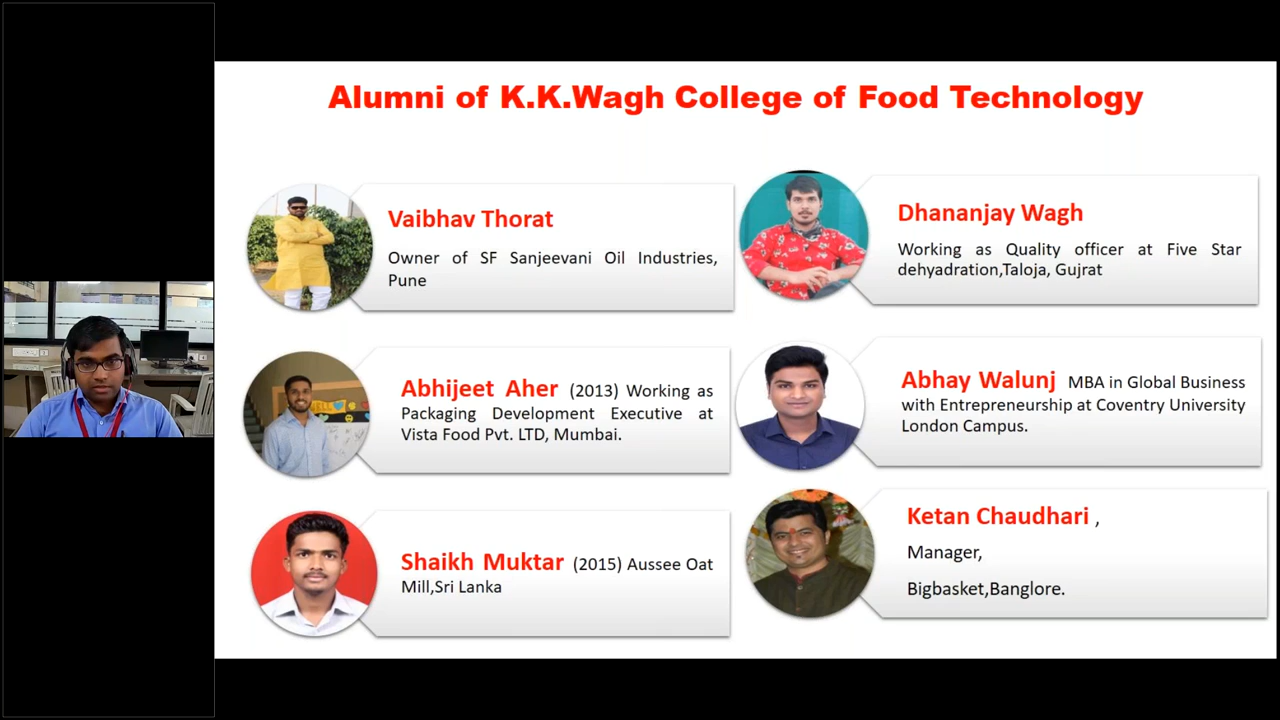 Alumni of K.K.Wagh College of Food Technology
Vaibhav Thorat
Owner of SF Sanjeevani Oil Industries,
Pune
Dhananjay Wagh
Working as Quality officer at Five Star
dehyadration,Taloja, Gujrat
Abhijeet Aher (2013) Working as
Packaging Development Executive at
Vista Food Pvt. LTD, Mumbai.
Abhay Walunj MBA in Global Business
with Entrepreneurship at Coventry University
London Campus.
Shaikh Muktar (2015) Aussee Oat
Mill,Sri Lanka
Ketan Chaudhari ,
Manager,
Bigbasket,Banglore.